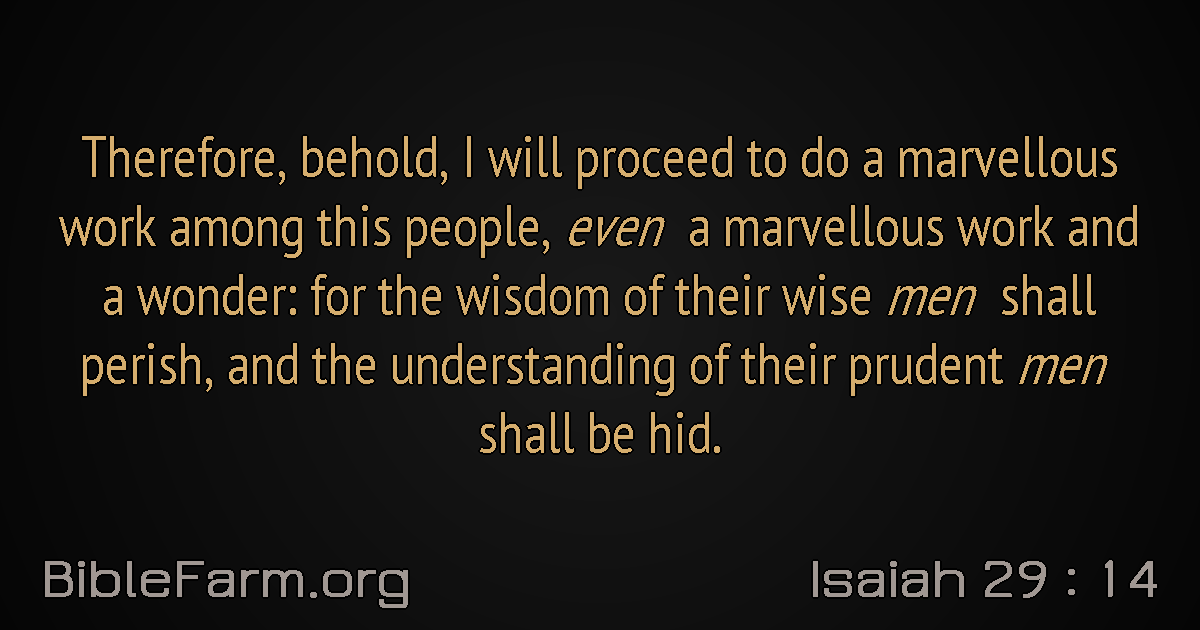 Therefore, behold, I will proceed to do a marvellous
work among this people, even a marvellous work and
a wonder: for the wisdom of their wise men shall
perish, and the understanding of their prudent men
shall be hid.
BibleFarm.org
Isaiah 29 : 14